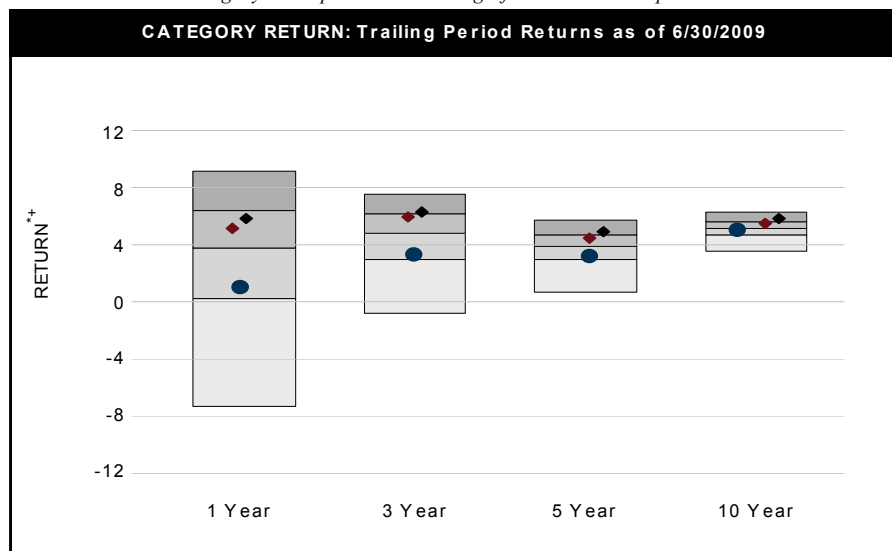 CATEGORY RETURN: Trailing Period Returns as of 6/30/2009
12
8
4
0
-4
-8
-12
RETURN*+
1 Year
3 Year
5 Year
10 Year